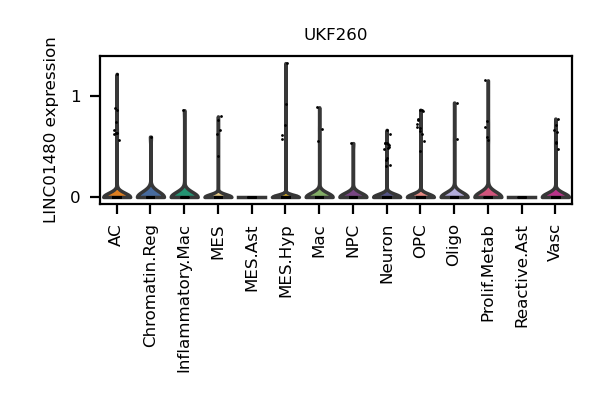 UKF260
LINC01480 expression
1
0
AC
Chromatin.Reg
Inflammatory.Mac
MES
MES.Ast
MES.Hyp
Mac
NPC
Neuron
OPC
Oligo
Prolif.Metab
Reactive.Ast
Vasc